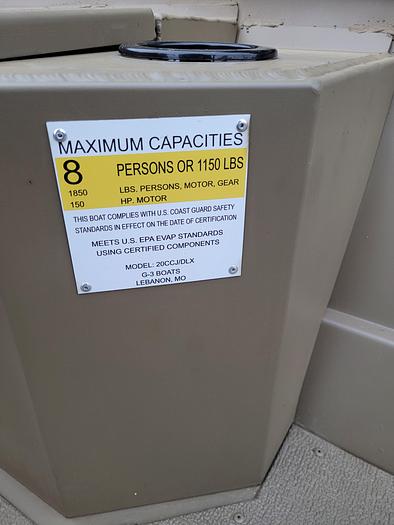 MAXIMUM CAPACITIES
8 PERSONS OR 1150 LBS
1850 LBS. PERSONS, MOTOR, GEAR
150 HP. MOTOR
THIS BOAT COMPLIES WITH U.S. COAST GUARD SAFETY
STANDARDS IN EFFECT ON THE DATE OF CERTIFICATION
MEETS U.S. EPA EVAP STANDARDS
USING CERTIFIED COMPONENTS
MODEL: 20CCJ/DLX
G-3 BOATS
LEBANON, MO